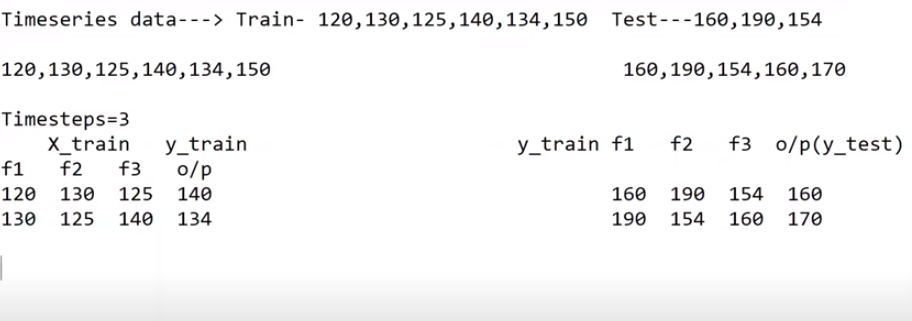 Timeseries data---> Train- 120,130,125,140,134,150 Test---160,190,154
120,130,125,140,134,150 160,190,154,160,170
Timesteps=3
X_train y_train y_train f1 f2 f3 o/p(y_test)
f1 f2 f3 o/p
120 130 125 140 160 190 154 160
130 125 140 134 190 154 160 170